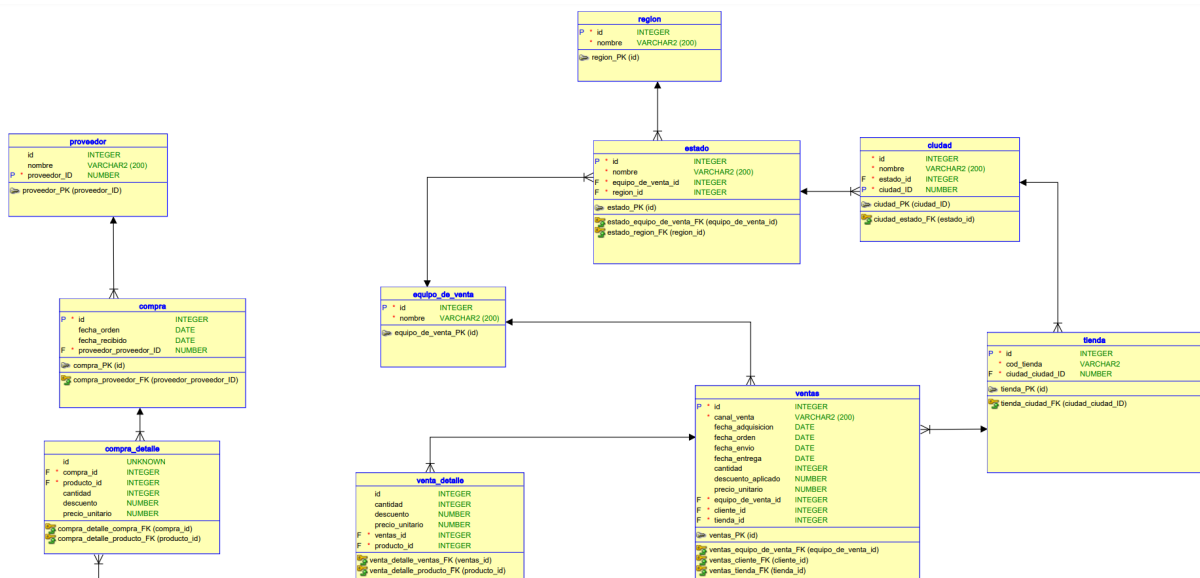 region
P * id INTEGER
* nombre VARCHAR2 (200)
region_PK (id)
proveedor
id INTEGER
nombre VARCHAR2 (200)
P * proveedor_ID NUMBER
proveedor_PK (proveedor_ID)
estado
P * id INTEGER
* nombre VARCHAR2 (200)
F * equipo_de_venta_id INTEGER
F * region_id INTEGER
estado_PK (id)
estado_equipo_de_venta_FK (equipo_de_venta_id)
estado_region_FK (region_id)
ciudad
* id INTEGER
* nombre VARCHAR2 (200)
F * estado_id INTEGER
P * ciudad_ID NUMBER
ciudad_PK (ciudad_ID)
ciudad_estado_FK (estado_id)
equipo_de_venta
P * id INTEGER
* nombre VARCHAR2 (200)
equipo_de_venta_PK (id)
compra
P * id INTEGER
fecha_orden DATE
fecha_recibido DATE
F * proveedor_proveedor_ID NUMBER
compra_PK (id)
compra_proveedor_FK (proveedor_proveedor_ID)
tienda
P * id INTEGER
* cod_tienda VARCHAR2
F * ciudad_ciudad_ID NUMBER
tienda_PK (id)
tienda_ciudad_FK (ciudad_ciudad_ID)
ventas
P * id INTEGER
* canal_venta VARCHAR2 (200)
fecha_adquisicion DATE
fecha_orden DATE
fecha_envio DATE
fecha_entrega DATE
cantidad INTEGER
descuento_aplicado NUMBER
precio_unitario NUMBER
F * equipo_de_venta_id INTEGER
F * cliente_id INTEGER
F * tienda_id INTEGER
ventas_PK (id)
ventas_equipo_de_venta_FK (equipo_de_venta_id)
ventas_cliente_FK (cliente_id)
ventas_tienda_FK (tienda_id)
compra_detalle
id UNKNOWN
F * compra_id INTEGER
F * producto_id INTEGER
cantidad INTEGER
descuento NUMBER
precio_unitario NUMBER
compra_detalle_compra_FK (compra_id)
compra_detalle_producto_FK (producto_id)
venta_detalle
id INTEGER
cantidad INTEGER
descuento NUMBER
precio_unitario NUMBER
F * ventas_id INTEGER
F * producto_id INTEGER
venta_detalle_ventas_FK (ventas_id)
venta_detalle_producto_FK (producto_id)